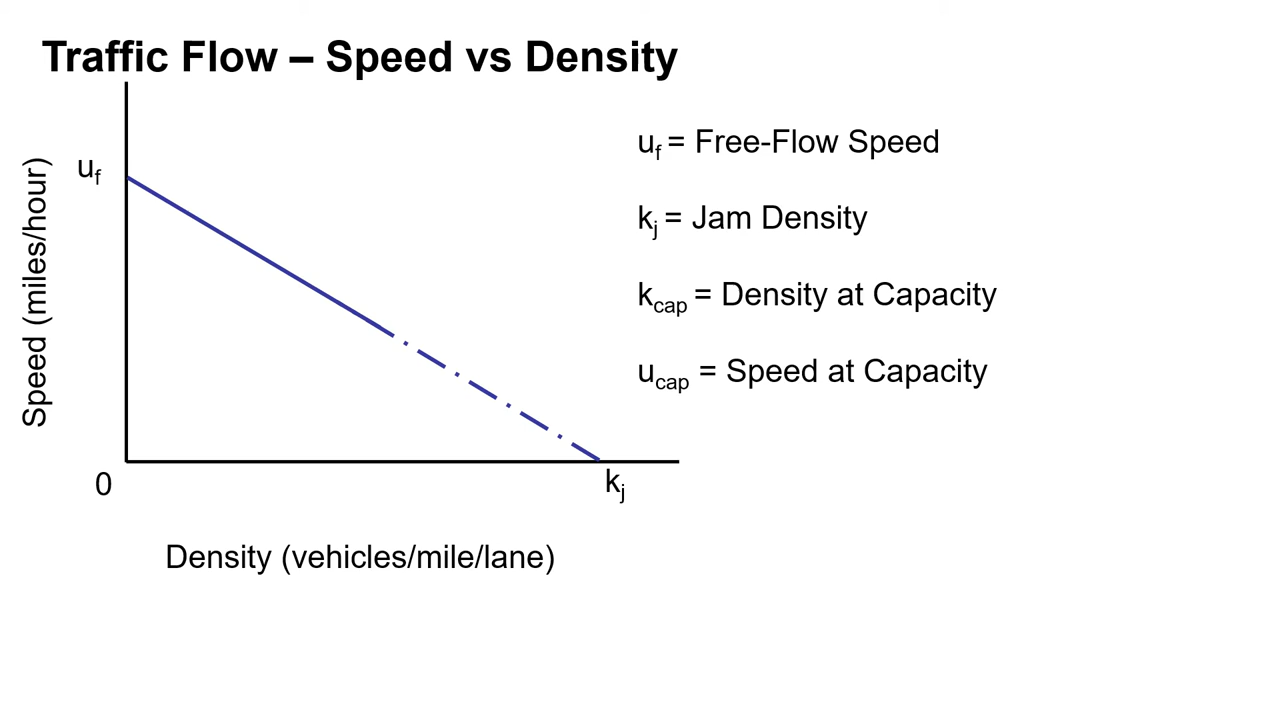 Traffic Flow – Speed vs Density
Speed (miles/hour)
uf
0
kj
Density (vehicles/mile/lane)
uf = Free-Flow Speed
kj = Jam Density
kcap = Density at Capacity
ucap = Speed at Capacity